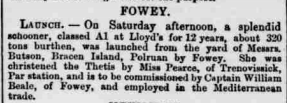 FOWEY.
LAUNCH. — On Saturday afternoon, a splendid
schooner, classed A1 at Lloyd's for 12 years, about 320
tons burthen, was launched from the yard of Messrs.
Butson, Bracen Island, Polruan by Fowey. She was
christened the Thetis by Miss Pearce, of Trenovissick,
Par station, and is to be commissioned by Captain William
Beale, of Fowey, and employed in the Mediterranean
trade.